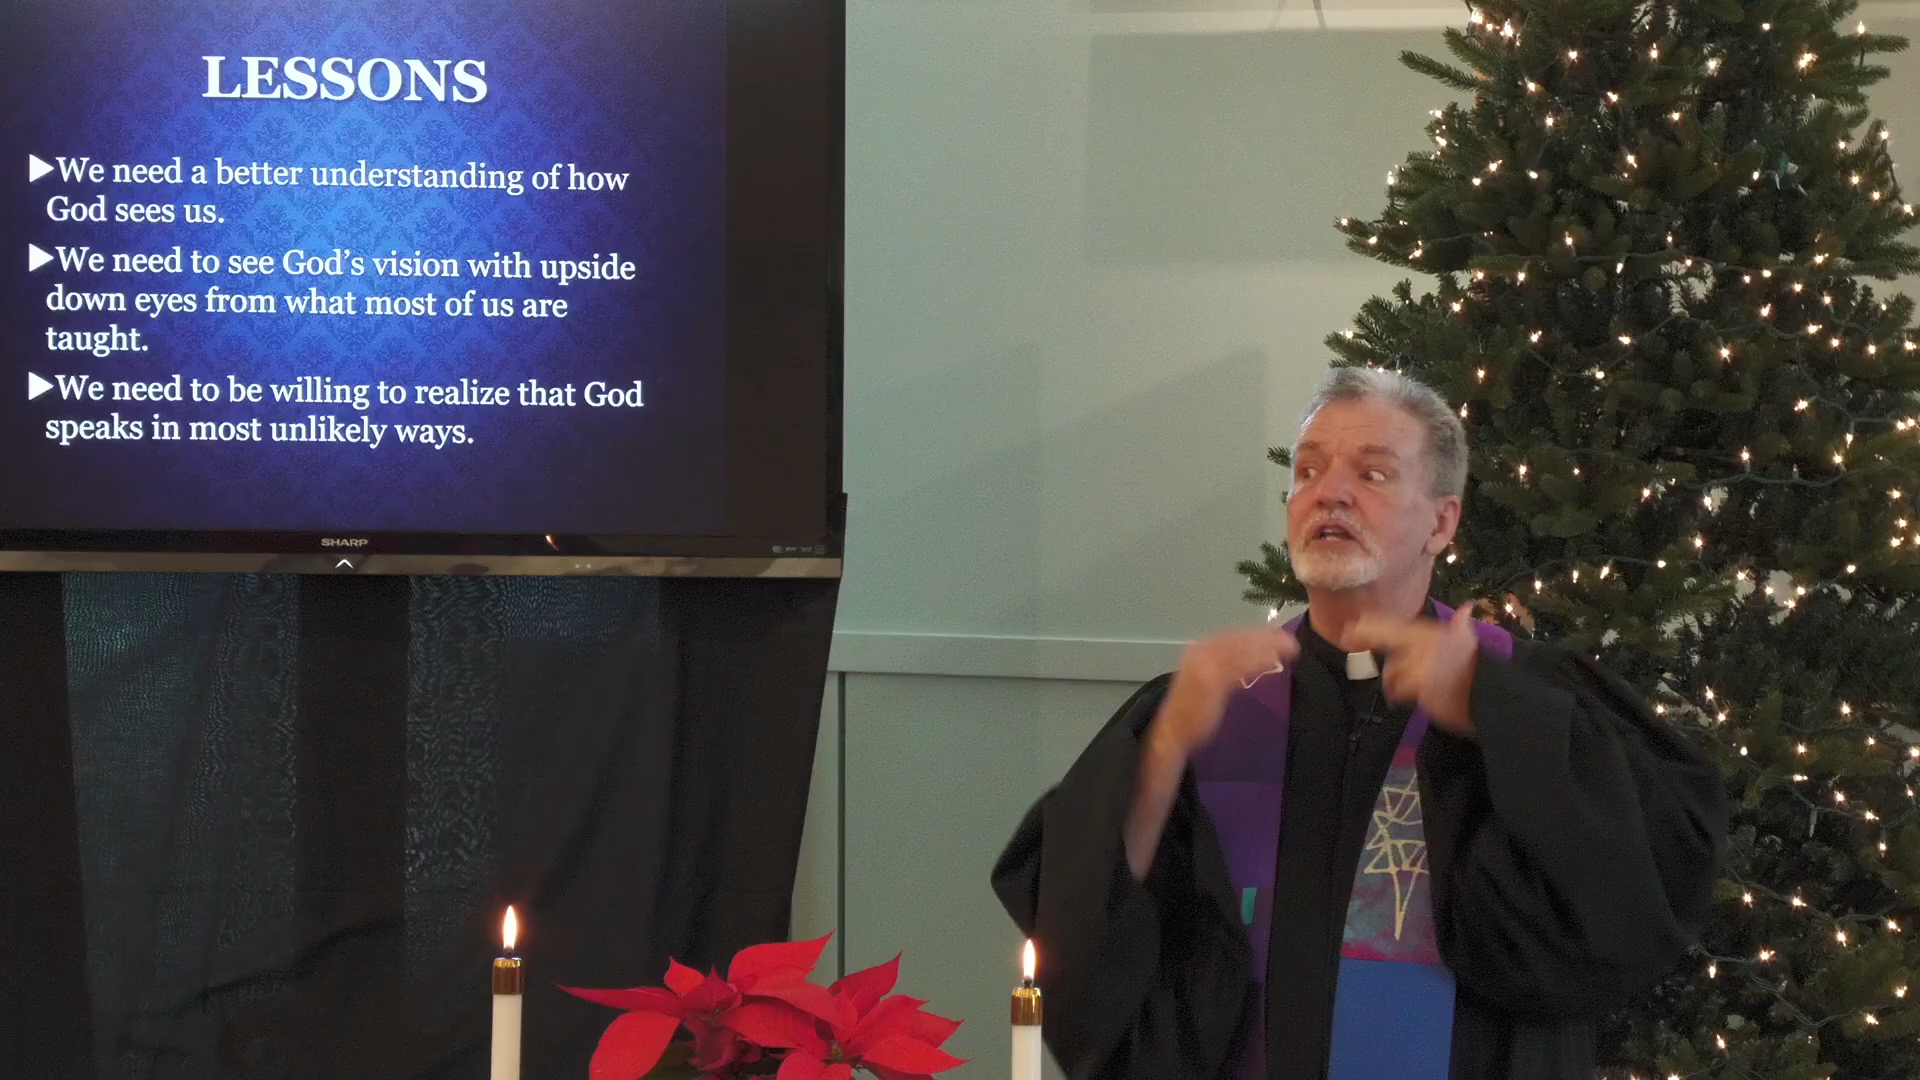 LESSONS
▶We need a better understanding of how
God sees us.
▶We need to see God's vision with upside
down eyes from what most of us are
taught.
▶We need to be willing to realize that God
speaks in most unlikely ways.
SHARP